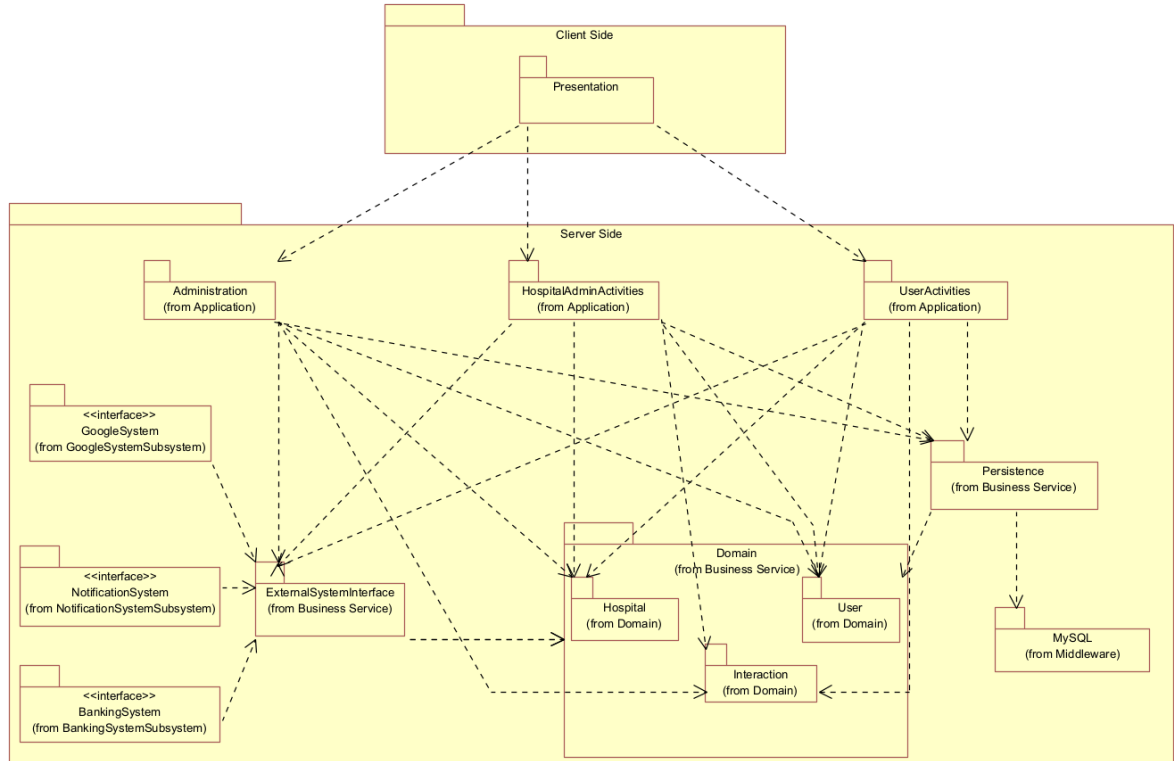 Client Side
Presentation
Server Side
Administration
(from Application)
HospitalAdminActivities
(from Application)
UserActivities
(from Application)
<<interface>>
GoogleSystem
(from GoogleSystemSubsystem)
Persistence
(from Business Service)
<<interface>>
NotificationSystem
(from NotificationSystemSubsystem)
ExternalSystemInterface
(from Business Service)
Domain
(from Business Service)
Hospital
(from Domain)
User
(from Domain)
Interaction
(from Domain)
MySQL
(from Middleware)
<<interface>>
BankingSystem
(from BankingSystemSubsystem)